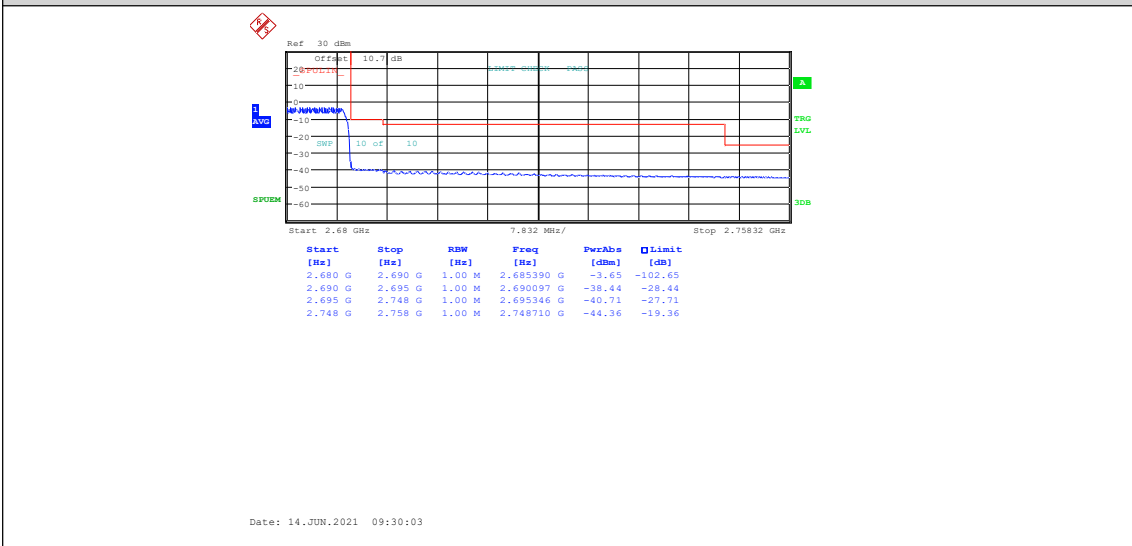 R S
Ref 30 dBm
Offset 10.7 dB
20
_SPULIN_
LIMIT CHECK PASS
10
A
0
1
AVG
-10
TRG
LVL
-20
SWP 10 of 10
-30
-40
-50
SPUEM
3DB
-60
Start 2.68 GHz 7.832 MHz/ Stop 2.75832 GHz
Start Stop RBW Freq PwrAbs ΔLimit
[Hz] [Hz] [Hz] [Hz] [dBm] [dB]
2.680 G 2.690 G 1.00 M 2.685390 G -3.65 -102.65
2.690 G 2.695 G 1.00 M 2.690097 G -38.44 -28.44
2.695 G 2.748 G 1.00 M 2.695346 G -40.71 -27.71
2.748 G 2.758 G 1.00 M 2.748710 G -44.36 -19.36
Date: 14.JUN.2021 09:30:03